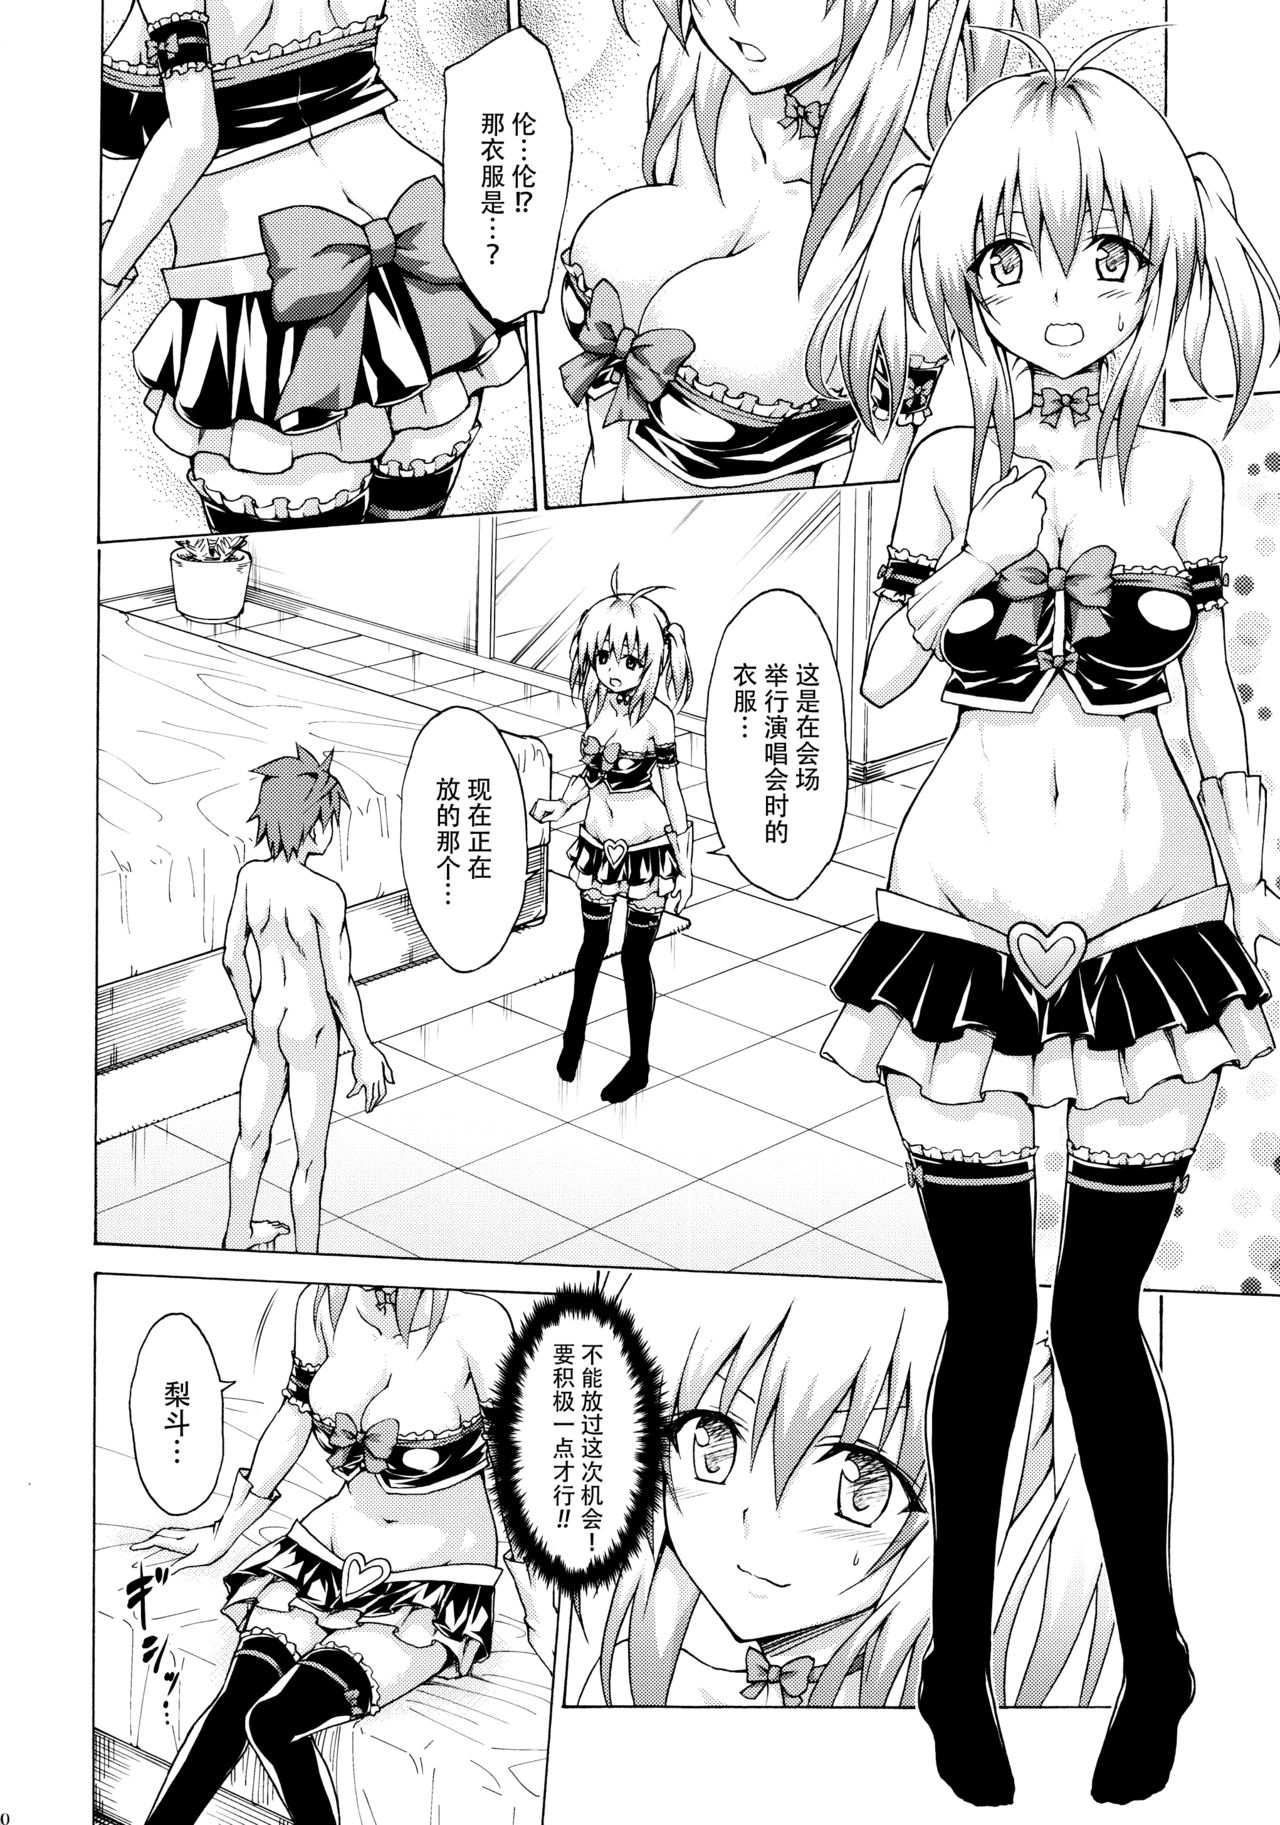 伦…伦⁉
那衣服是…？
这是在会场
举行演唱会时的
衣服…
现在正在
放的那个…
不能放过这次机会！
要积极一点才行‼
梨斗…
ギシッ…
0